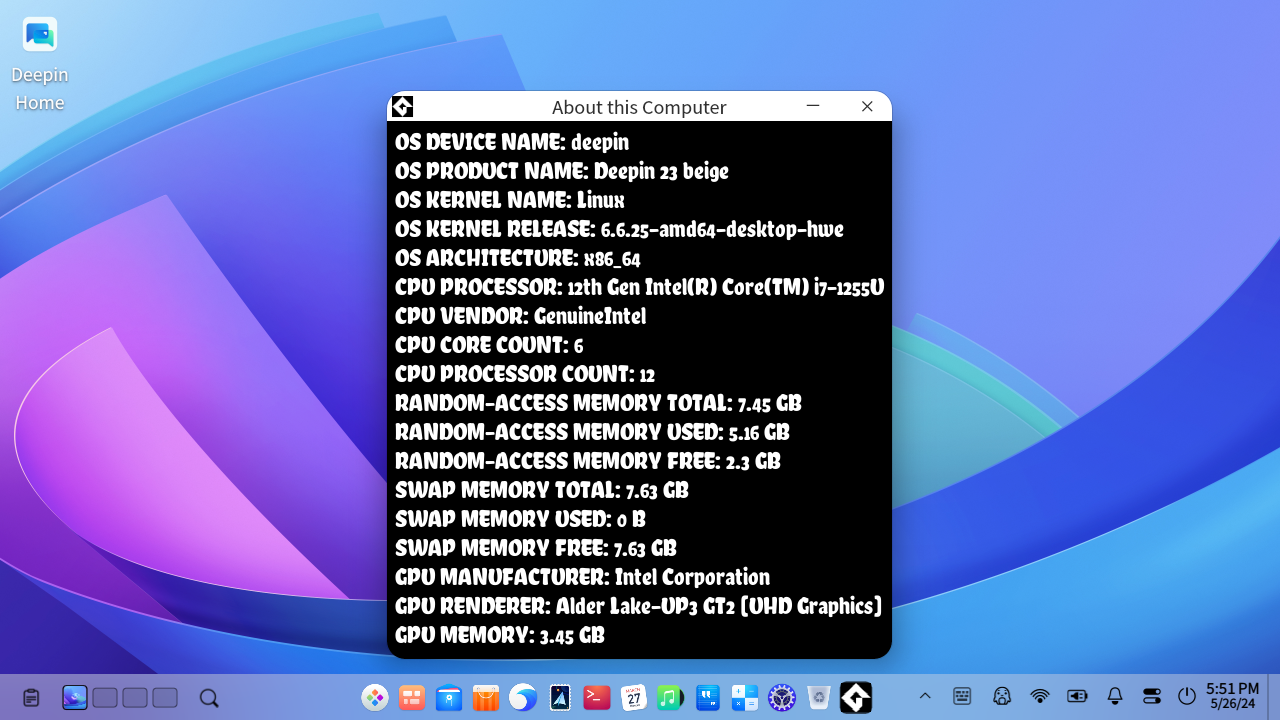 Deepin
Home
About this Computer
OS DEVICE NAME: deepin
OS PRODUCT NAME: Deepin 23 beige
OS KERNEL NAME: Linux
OS KERNEL RELEASE: 6.6.25-amd64-desktop-hwe
OS ARCHITECTURE: x86_64
CPU PROCESSOR: 12th Gen Intel(R) Core(TM) i7-1255U
CPU VENDOR: GenuineIntel
CPU CORE COUNT: 6
CPU PROCESSOR COUNT: 12
RANDOM-ACCESS MEMORY TOTAL: 7.45 GB
RANDOM-ACCESS MEMORY USED: 5.16 GB
RANDOM-ACCESS MEMORY FREE: 2.3 GB
SWAP MEMORY TOTAL: 7.63 GB
SWAP MEMORY USED: 0 B
SWAP MEMORY FREE: 7.63 GB
GPU MANUFACTURER: Intel Corporation
GPU RENDERER: Alder Lake-UP3 GT2 [UHD Graphics]
GPU MEMORY: 3.45 GB
MARCH
27
5:51 PM
5/26/24